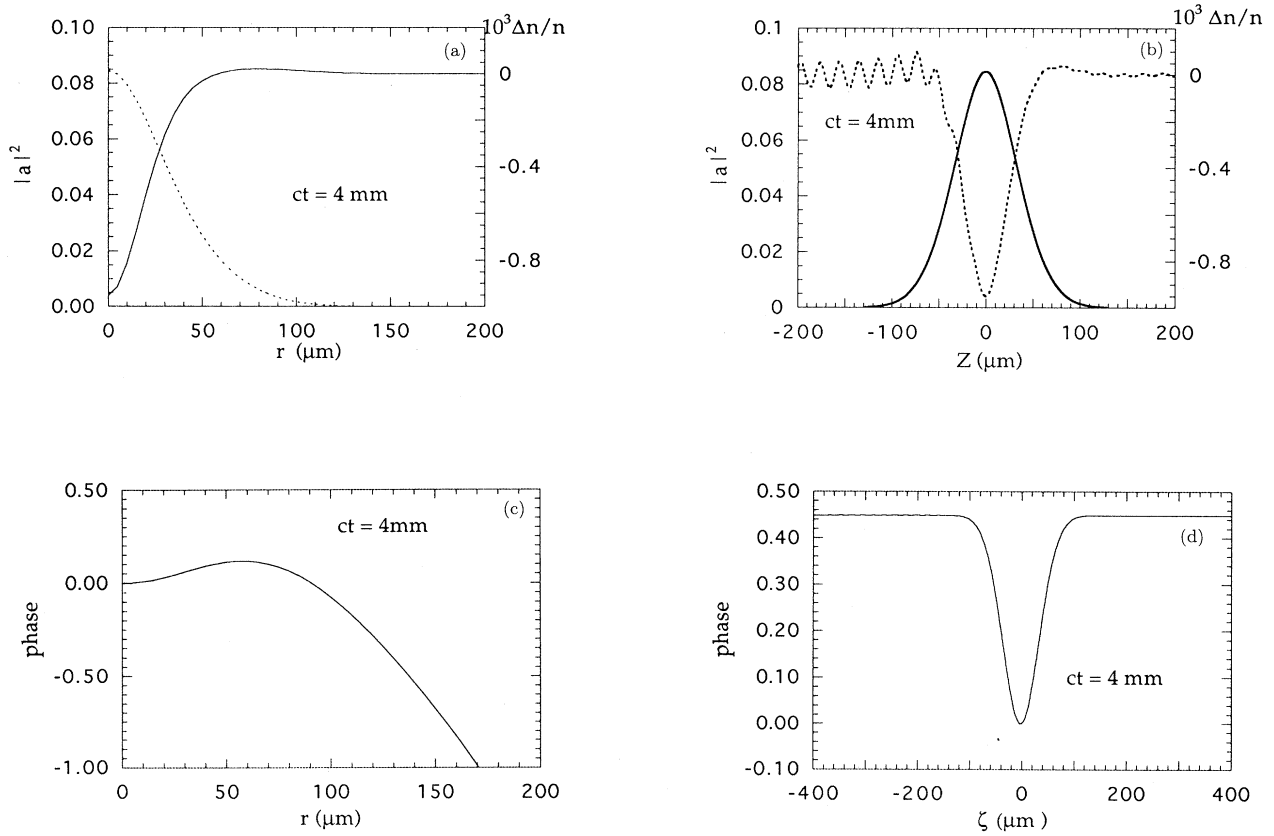 0.10
0.08
0.06
0.04
0.02
0.00
|a|²
(a)
10³ Δn/n
0
-0.4
-0.8
ct = 4 mm
0 50 100 150 200
r (μm)
0.1
0.08
0.06
0.04
0.02
0
|a|²
(b)
10³ Δn/n
0
-0.4
-0.8
ct = 4mm
-200 -100 0 100 200
Z (μm)
0.50
0.00
-0.50
-1.00
phase
(c)
ct = 4mm
0 50 100 150 200
r (μm)
0.50
0.40
0.30
0.20
0.10
0.00
-0.10
phase
(d)
ct = 4 mm
-400 -200 0 200 400
ζ (μm)